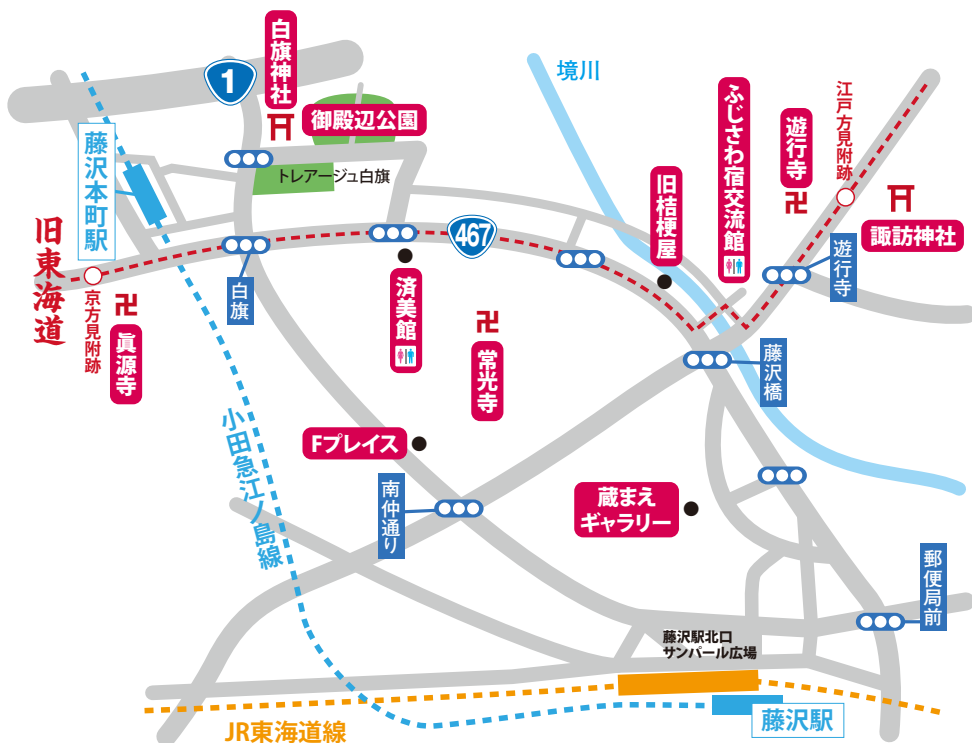 白旗神社
1
御殿辺公園
トレアージュ白旗
藤沢本町駅
旧東海道
京方見附跡
眞源寺
白旗
済美館
467
常光寺
境川
旧桔梗屋
ふじさわ宿交流館
遊行寺
江戸方見附跡
諏訪神社
遊行寺
藤沢橋
Fプレイス
南仲通り
蔵まえ
ギャラリー
郵便局前
小田急江ノ島線
藤沢駅北口
サンパール広場
藤沢駅
JR東海道線